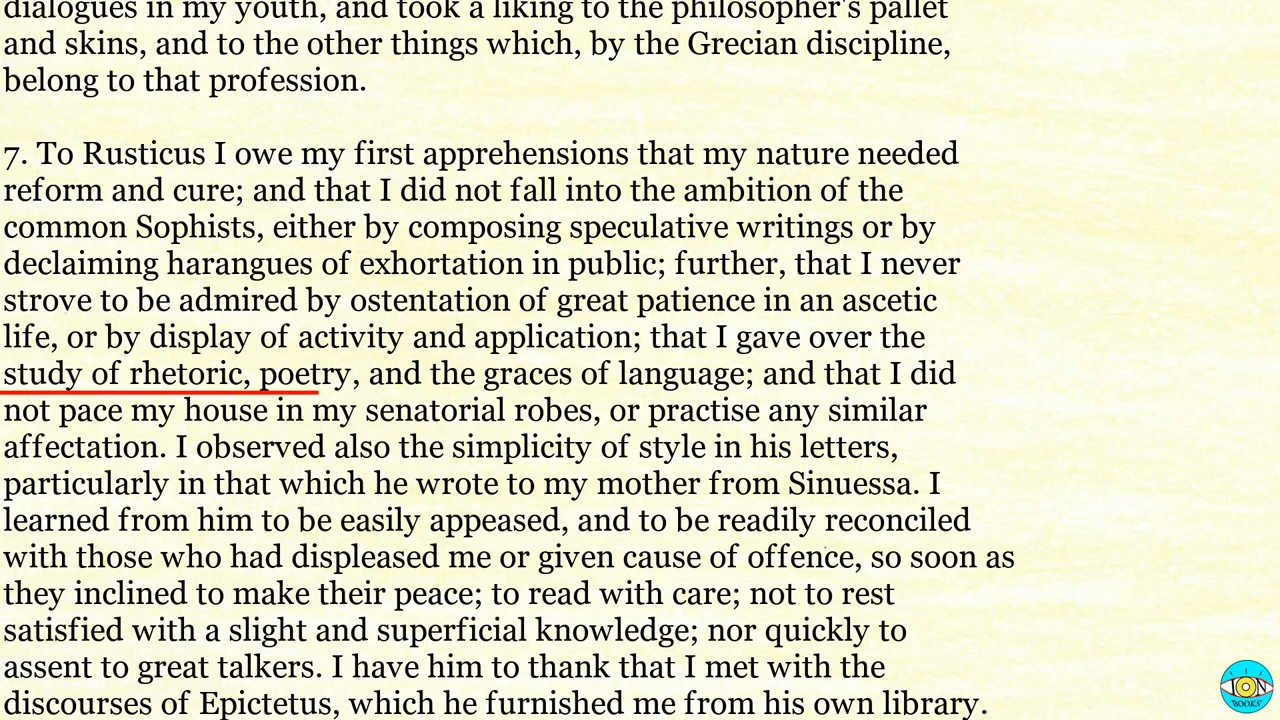 dialogues in my youth, and took a liking to the philosopher's pallet
and skins, and to the other things which, by the Grecian discipline,
belong to that profession.
7. To Rusticus I owe my first apprehensions that my nature needed
reform and cure; and that I did not fall into the ambition of the
common Sophists, either by composing speculative writings or by
declaiming harangues of exhortation in public; further, that I never
strove to be admired by ostentation of great patience in an ascetic
life, or by display of activity and application; that I gave over the
study of rhetoric, poetry, and the graces of language; and that I did
not pace my house in my senatorial robes, or practise any similar
affectation. I observed also the simplicity of style in his letters,
particularly in that which he wrote to my mother from Sinuessa. I
learned from him to be easily appeased, and to be readily reconciled
with those who had displeased me or given cause of offence, so soon as
they inclined to make their peace; to read with care; not to rest
satisfied with a slight and superficial knowledge; nor quickly to
assent to great talkers. I have him to thank that I met with the
discourses of Epictetus, which he furnished me from his own library.
ION
BOOKS